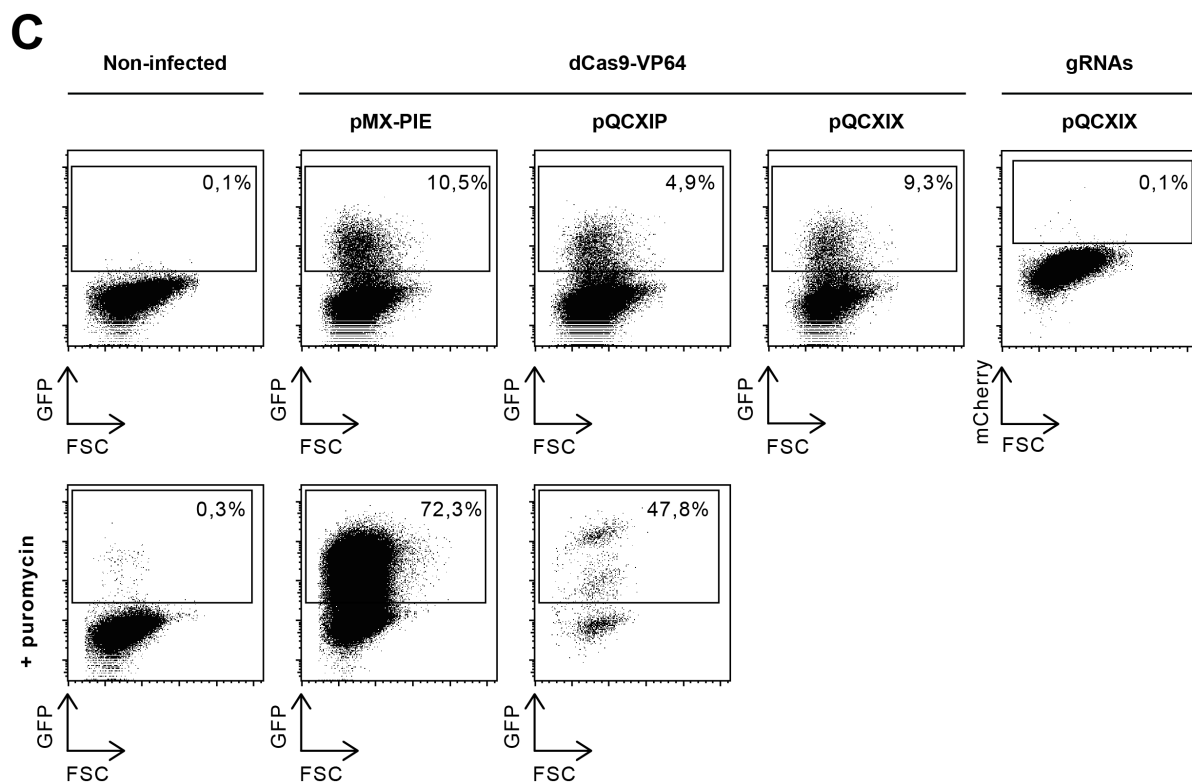 C
Non-infected dCas9-VP64 gRNAs
pMX-PIE pQCXIP pQCXIX pQCXIX
0,1% 10,5% 4,9% 9,3% 0,1%
GFP GFP GFP GFP mCherry
FSC FSC FSC FSC FSC
+ puromycin
0,3% 72,3% 47,8%
GFP GFP GFP
FSC FSC FSC